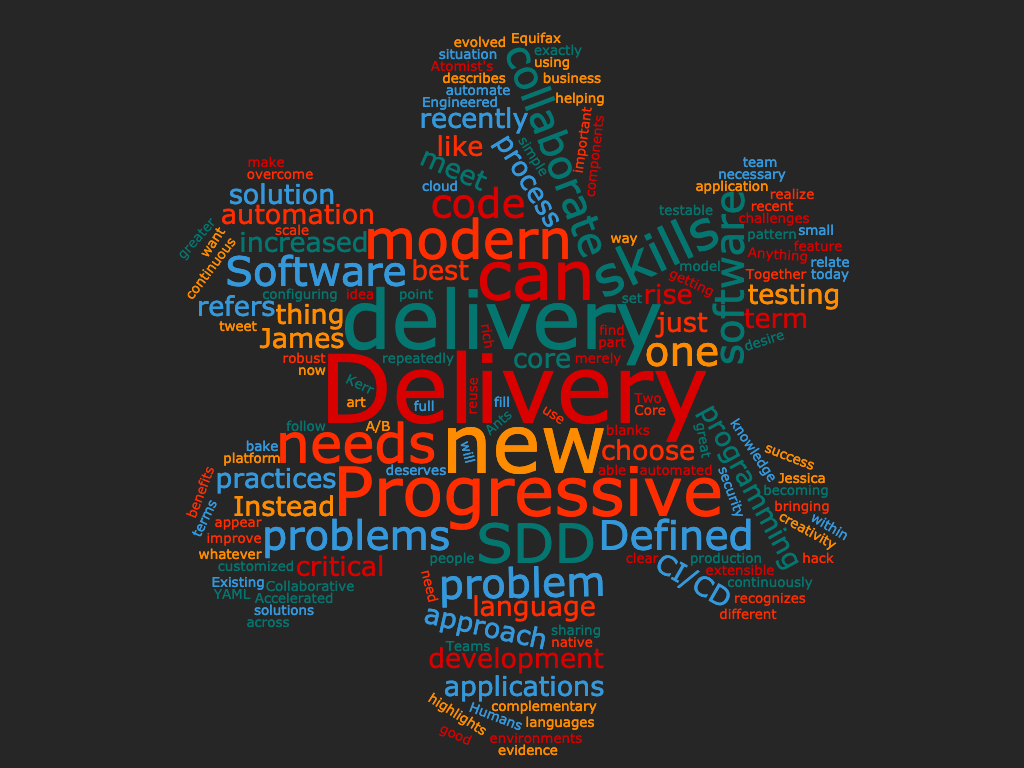 evolved Equifax
situation exactly
Atomist's using
describes business
automate helping
Engineered collaborate
recently important
like simple components
meet process
cloud
code
make
overcome
solution
automation
scale
greater want
continuous increased
modern
Software best can
way
skills
team
necessary
application realize
testable recent
software challenges
pattern small
Anything feature
model relate
getting Together today
refers configuring idea point set rise testing
tweet thing delivery just term
James rich find
part desire
robust repeatedly core merely one
now
Kerr Delivery
art full reuse fill use Two
Core
follow A/B Ants blanks
bake needs new choose great programming knowledge
platform will success
deserves able automated
benefits practices Progressive security Jessica
becoming
Instead bringing
terms appear creativity within
improve problems SDD Defined
whatever people clear production hack
customized critical CI/CD extensible
Existing Collaborative need problem continuously
YAML Accelerated language recognizes
solutions different
across approach sharing
Teams native
development
applications
highlights complementary
Humans languages
good environments
evidence